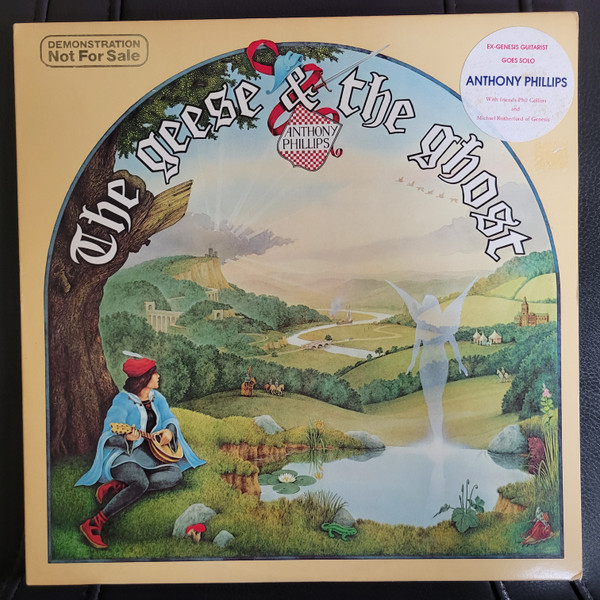 DEMONSTRATION
Not For Sale
The geese & the ghost
ANTHONY
PHILLIPS
EX-GENESIS GUITARIST
GOES SOLO
ANTHONY PHILLIPS
With friends Phil Collins
and
Michael Rutherford of Genesis